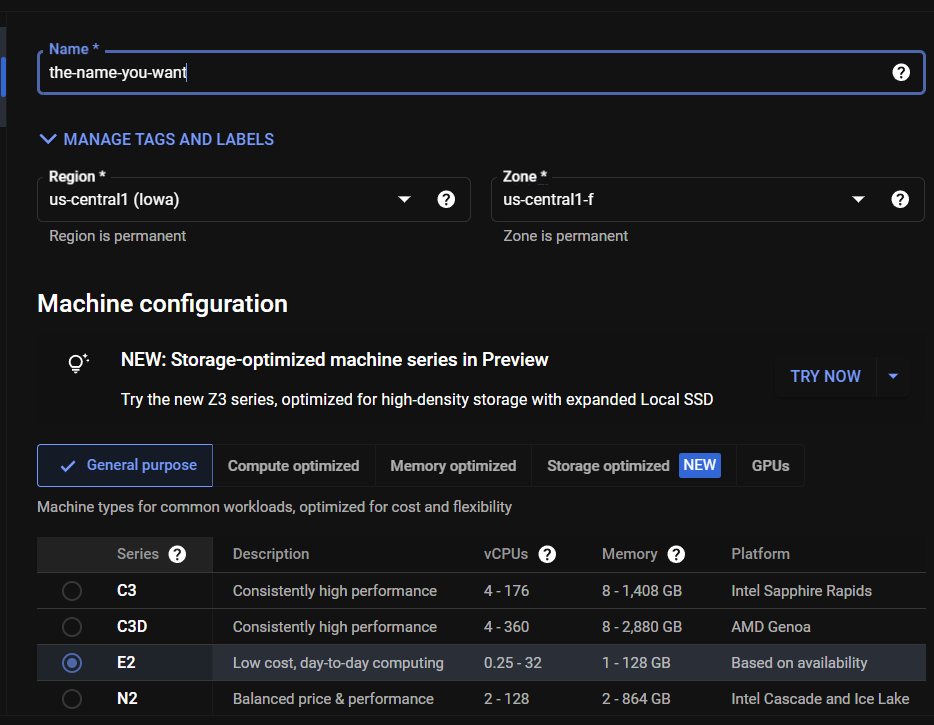 Name *
the-name-you-want
MANAGE TAGS AND LABELS
Region * Zone *
us-central1 (Iowa) us-central1-f
Region is permanent Zone is permanent
Machine configuration
NEW: Storage-optimized machine series in Preview
TRY NOW
Try the new Z3 series, optimized for high-density storage with expanded Local SSD
General purpose Compute optimized Memory optimized Storage optimized NEW GPUs
Machine types for common workloads, optimized for cost and flexibility
Series Description vCPUs Memory Platform
C3 Consistently high performance 4 - 176 8 - 1,408 GB Intel Sapphire Rapids
C3D Consistently high performance 4 - 360 8 - 2,880 GB AMD Genoa
E2 Low cost, day-to-day computing 0.25 - 32 1 - 128 GB Based on availability
N2 Balanced price & performance 2 - 128 2 - 864 GB Intel Cascade and Ice Lake